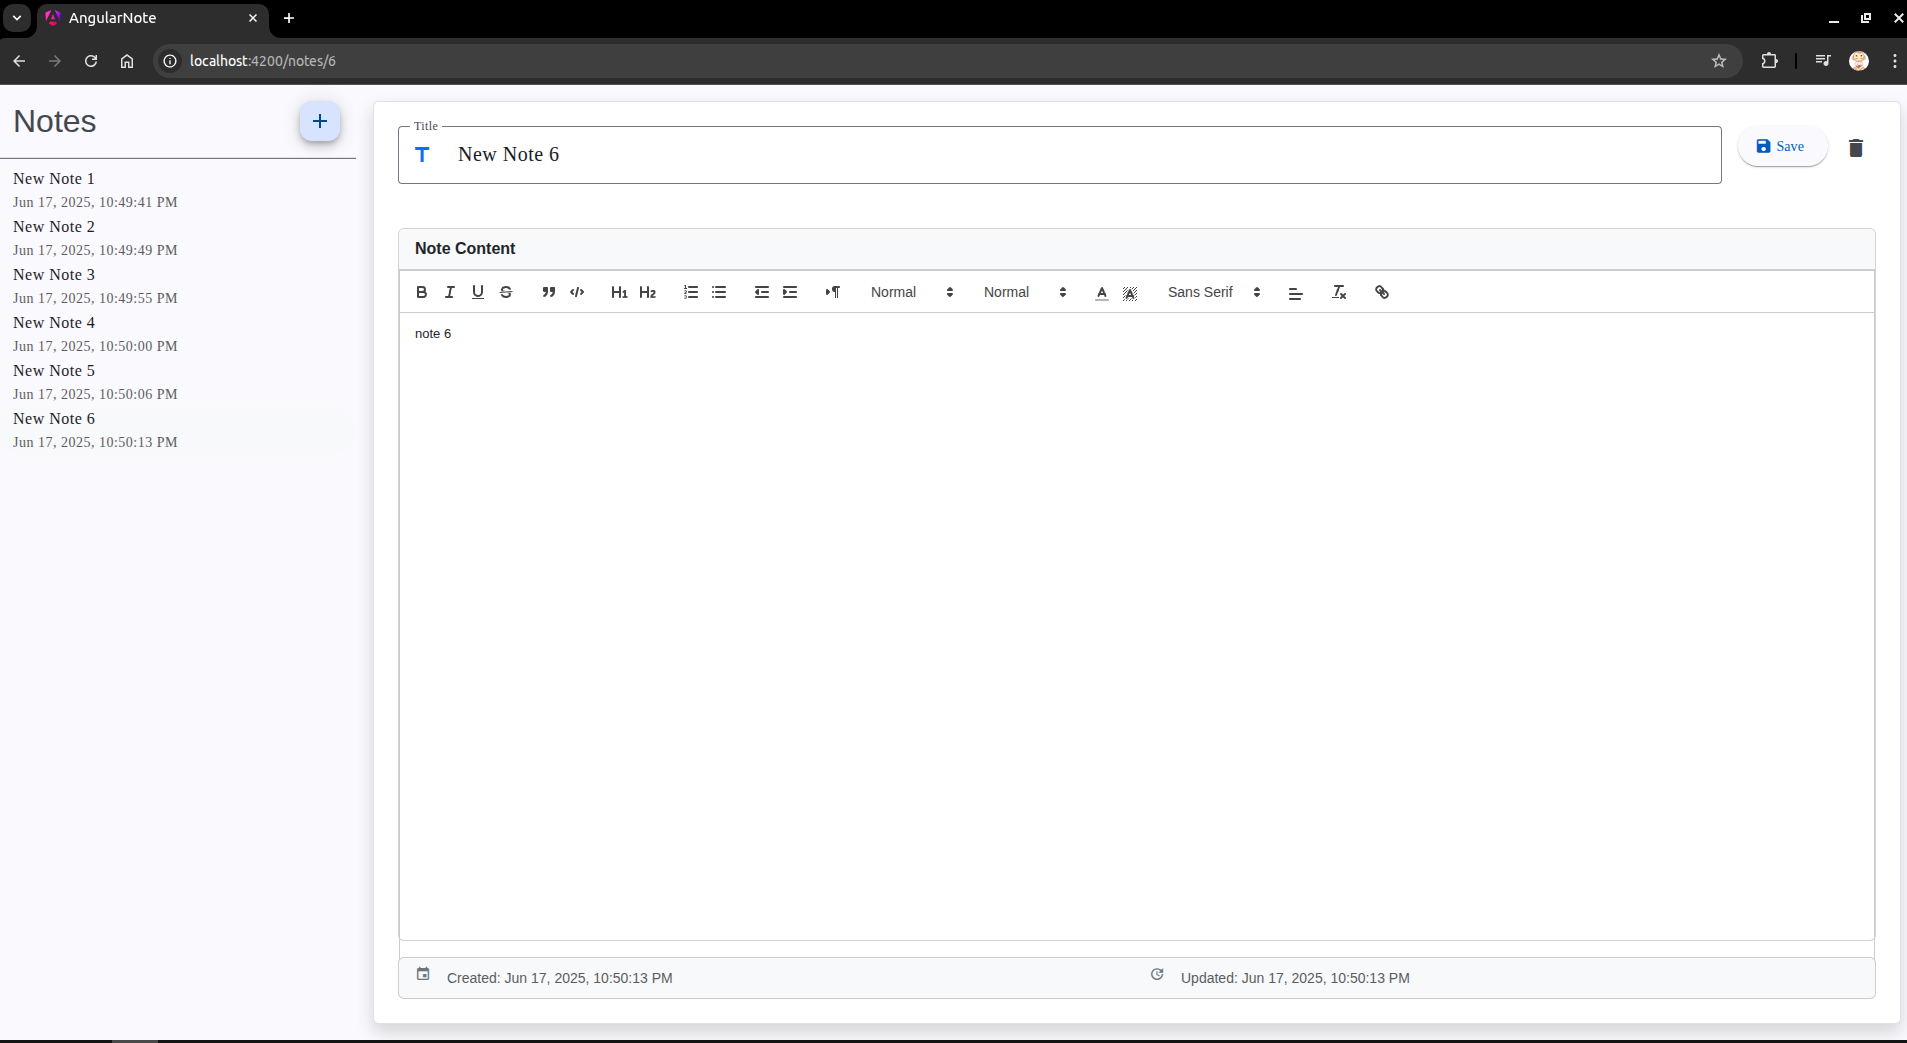 AngularNote
localhost:4200/notes/6
Notes
New Note 1
Jun 17, 2025, 10:49:41 PM
New Note 2
Jun 17, 2025, 10:49:49 PM
New Note 3
Jun 17, 2025, 10:49:55 PM
New Note 4
Jun 17, 2025, 10:50:00 PM
New Note 5
Jun 17, 2025, 10:50:06 PM
New Note 6
Jun 17, 2025, 10:50:13 PM
Title
New Note 6
Save
Note Content
H1 H2 Normal Normal Sans Serif
note 6
Created: Jun 17, 2025, 10:50:13 PM
Updated: Jun 17, 2025, 10:50:13 PM